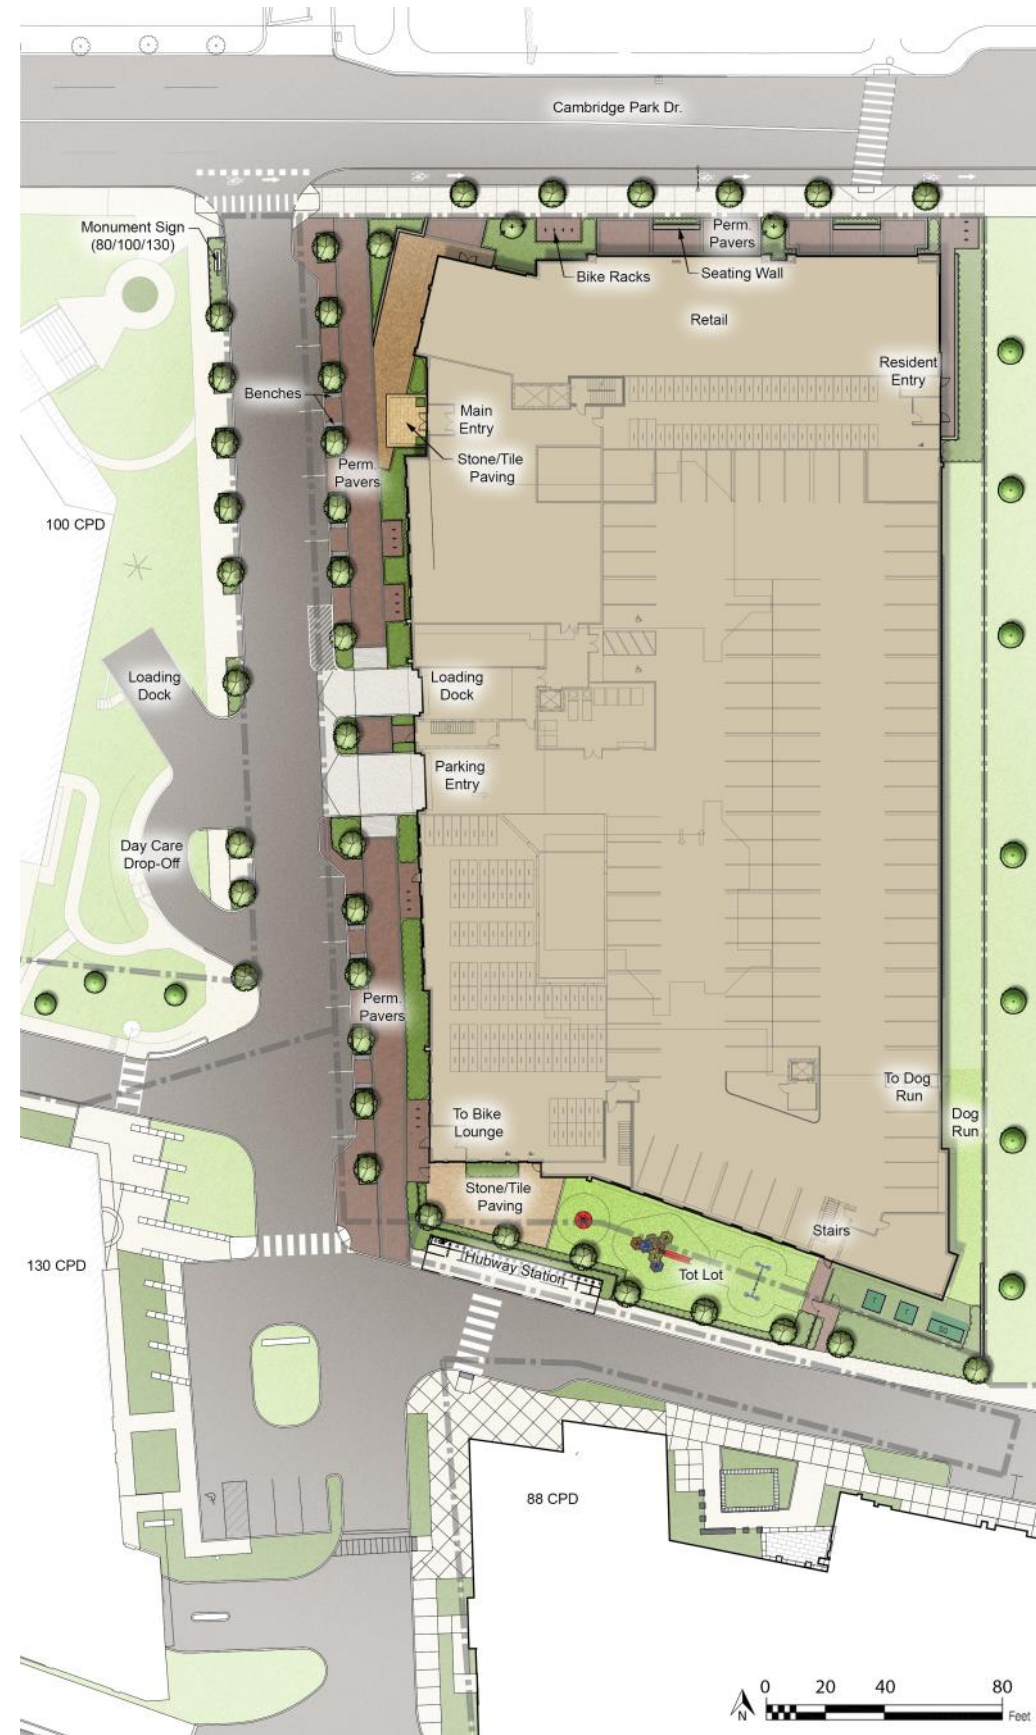 Cambridge Park Dr.
Monument Sign
(80/100/130)
Perm.
Pavers
Bike Racks
Seating Wall
Retail
Resident
Entry
Benches
Main
Entry
Stone/Tile
Paving
Perm.
Pavers
100 CPD
Loading
Dock
Loading
Dock
Parking
Entry
Day Care
Drop-Off
Perm.
Pavers
To Dog
Run
Dog
Run
To Bike
Lounge
Stone/Tile
Paving
Stairs
Hubway Station
Tot Lot
130 CPD
88 CPD
N
0 20 40 80
Feet